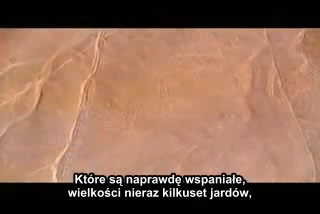 Które są naprawdę wspaniałe,
wielkości nieraz kilkuset jardów,